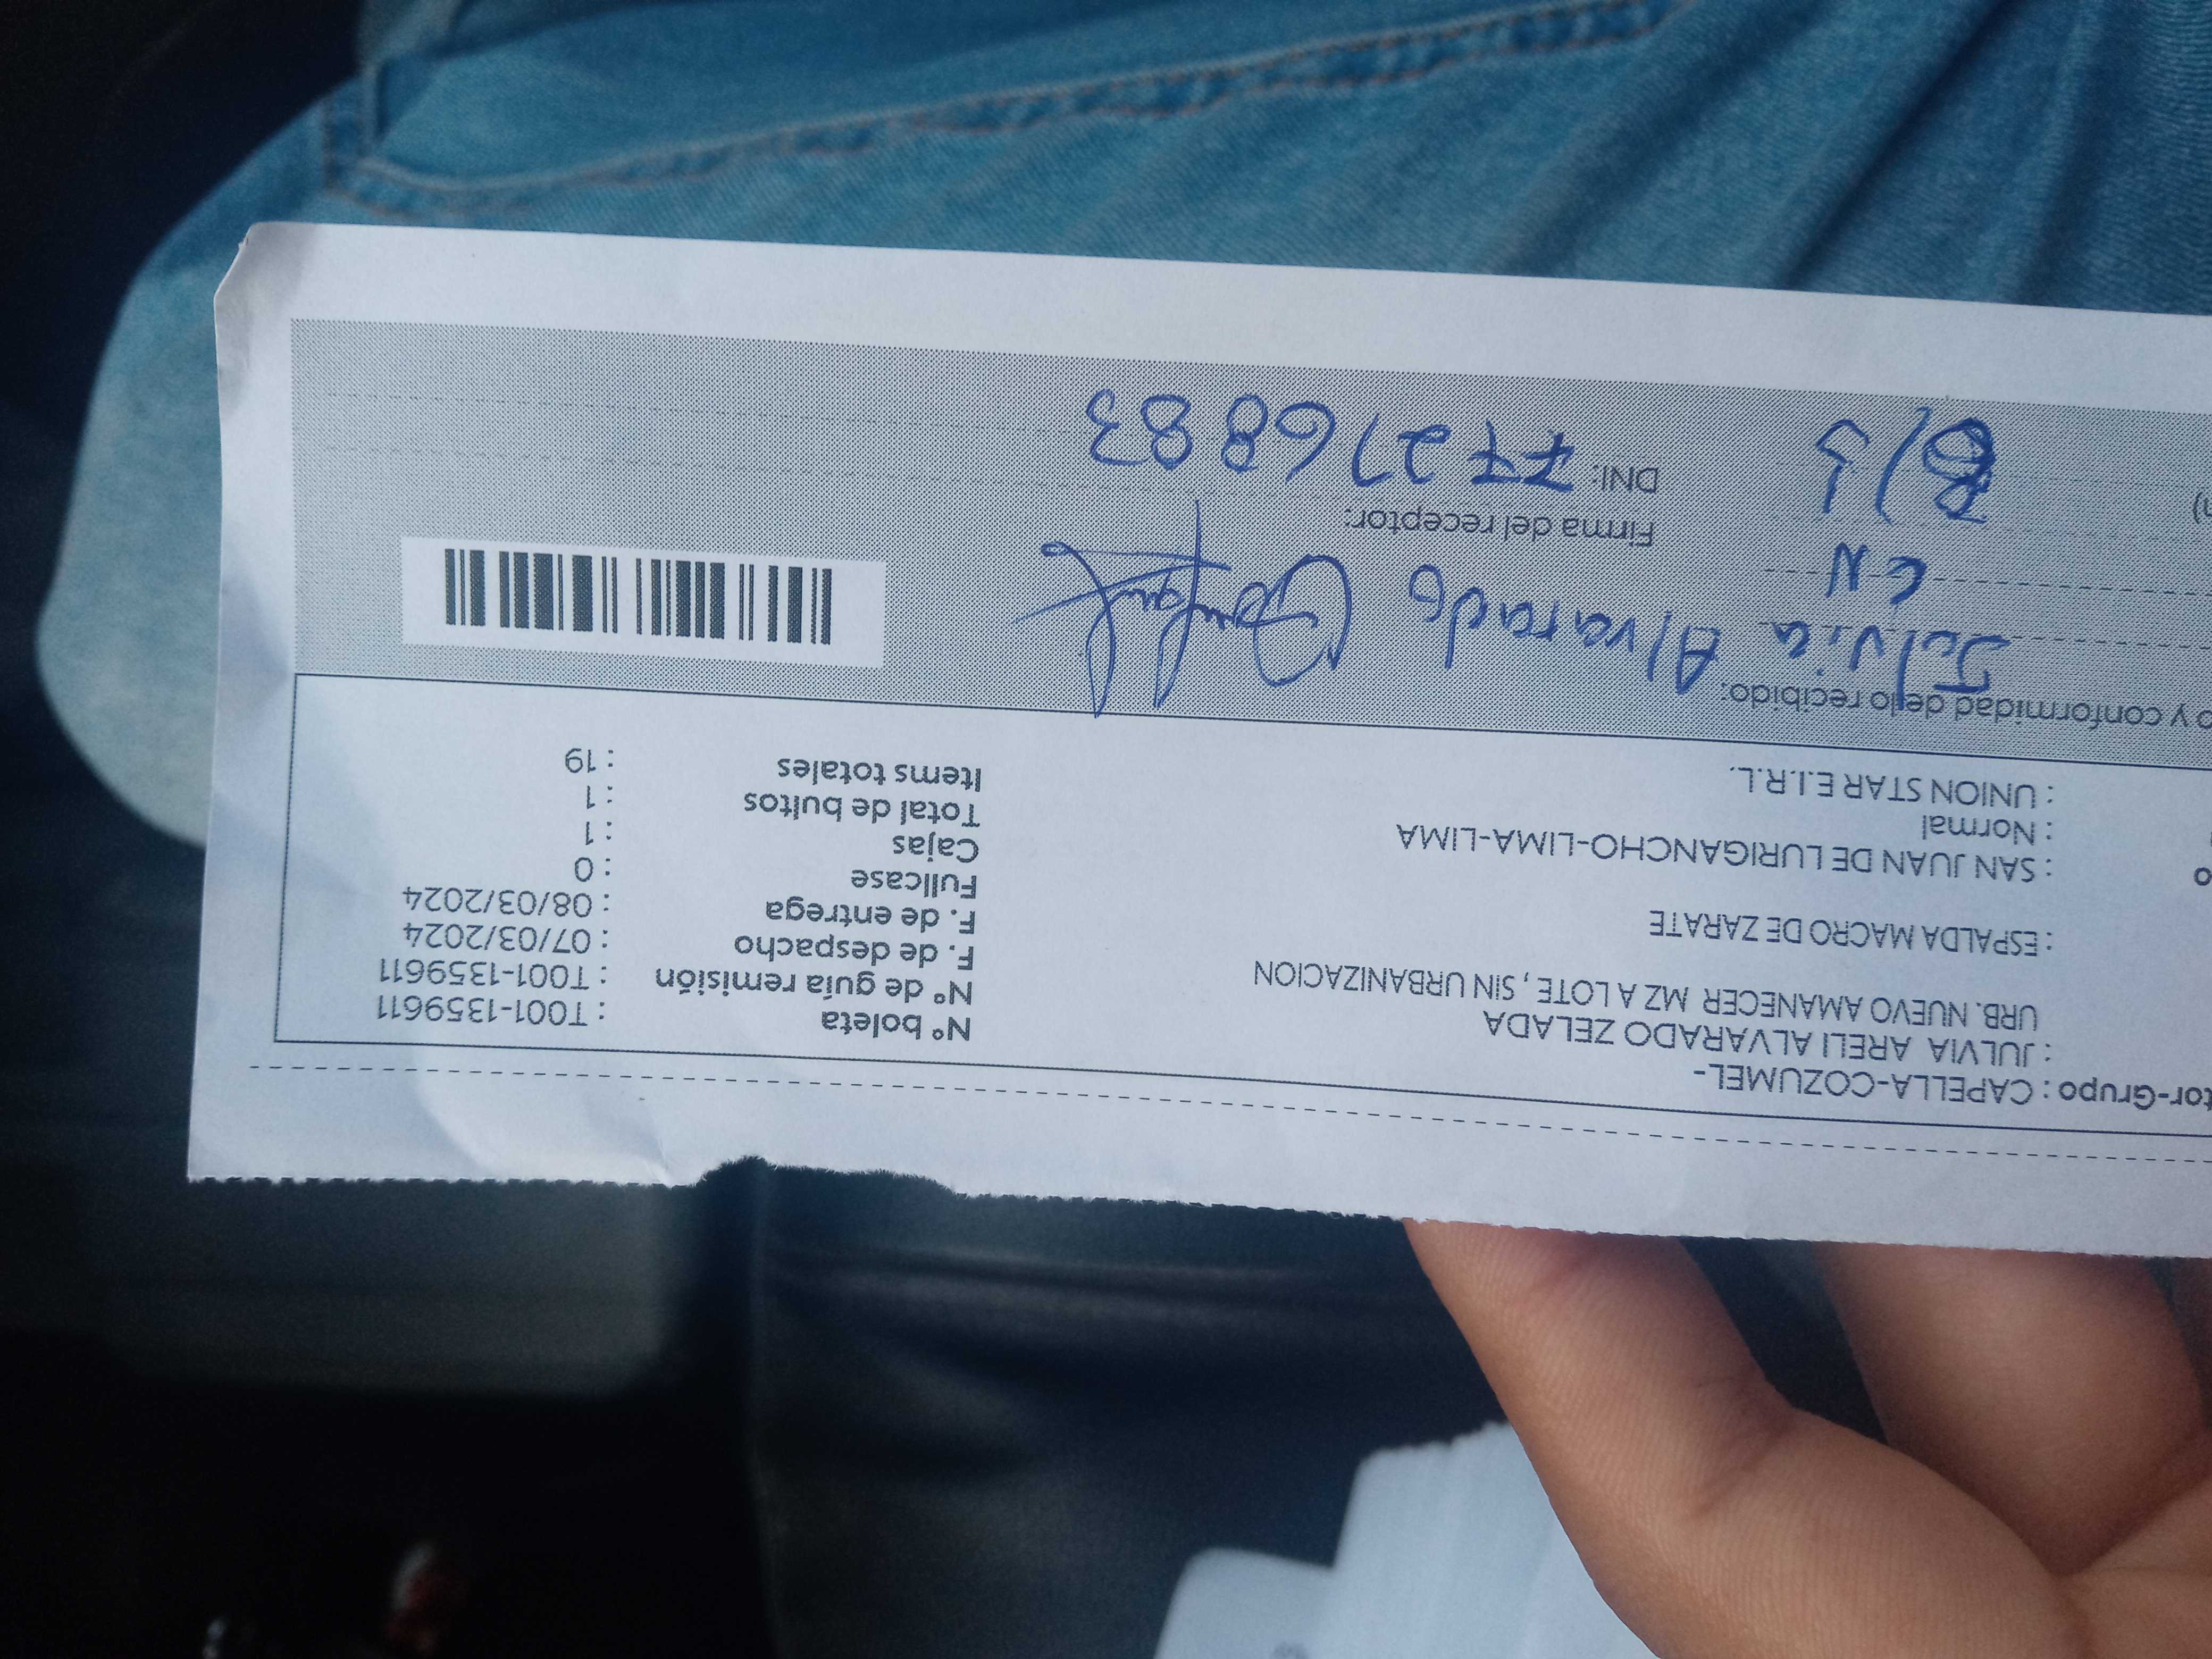 tor-Grupo : CAPELLA-COZUMEL-
: JULVIA ARELI ALVARADO ZELADA
URB. NUEVO AMANECER MZ A LOTE , SIN URBANIZACION
: ESPALDA MACRO DE ZARATE
: SAN JUAN DE LURIGANCHO-LIMA-LIMA
: Normal
: UNION STAR E.I.R.L.
N° boleta : T001-1359611
N° de guía remisión : T001-1359611
F. de despacho : 07/03/2024
F. de entrega : 08/03/2024
Fullcase : 0
Cajas : 1
Total de bultos : 1
Items totales : 19
o y conformidad de lo recibido:
Julvia Alvarado
CN
Firma del receptor:
DNI: 77276883